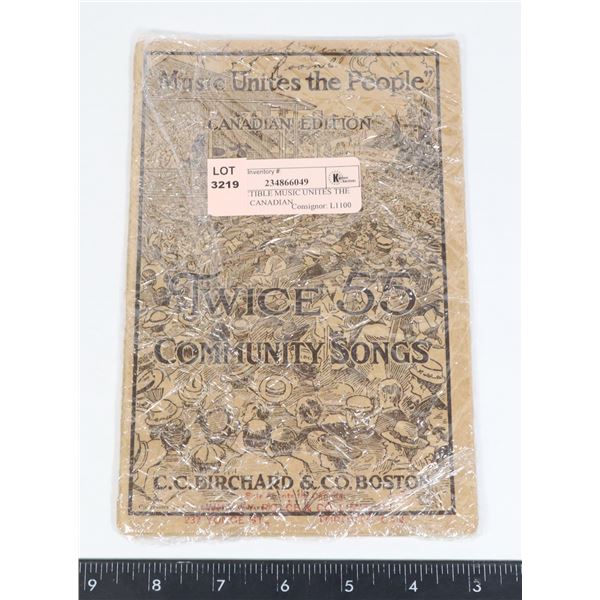 "Music Unites the People"
CANADIAN EDITION
LOT
3219
Inventory #:
234866049
TIBLE MUSIC UNITES THE
CANADIAN
Consignor: L1100
TWICE 55
COMMUNITY SONGS
C.C. BIRCHARD & CO. BOSTON
9 8 7 6 5 4 3